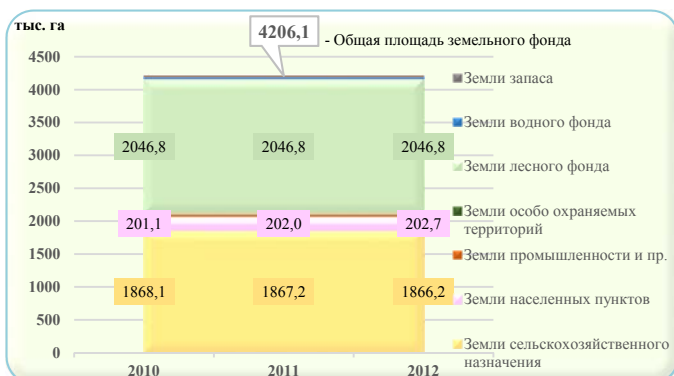 тыс. га
4206,1 - Общая площадь земельного фонда
4500
4000
3500
3000
2500
2000
1500
1000
500
0
2046,8 2046,8 2046,8
201,1 202,0 202,7
1868,1 1867,2 1866,2
2010 2011 2012
Земли запаса
Земли водного фонда
Земли лесного фонда
Земли особо охраняемых
территорий
Земли промышленности и пр.
Земли населенных пунктов
Земли сельскохозяйственного
назначения